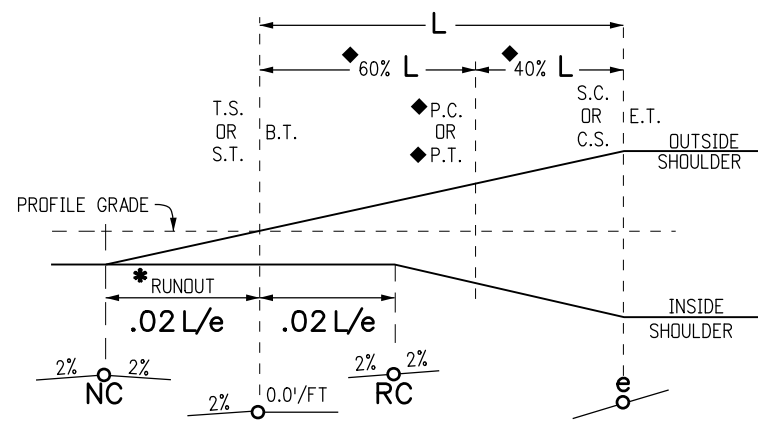 L
◆ 60% L
◆ 40% L
T.S.
OR
S.T.
B.T.
◆ P.C.
OR
◆ P.T.
S.C.
OR
C.S.
E.T.
OUTSIDE
SHOULDER
PROFILE GRADE
* RUNOUT
.02 L/e
.02 L/e
INSIDE
SHOULDER
2% 2%
NC
2% 0.0'/FT
2% 2%
RC
e